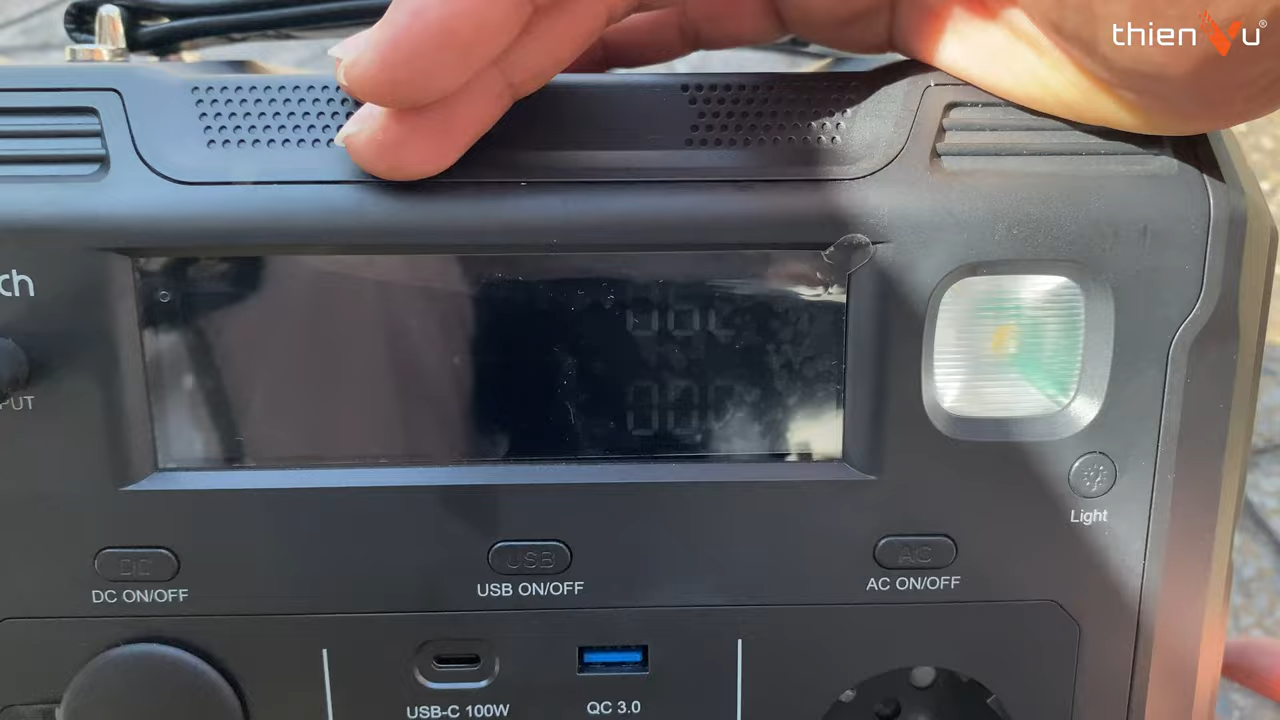 thienVu®
ch
PUT
Light
DC
USB
AC
DC ON/OFF
USB ON/OFF
AC ON/OFF
USB-C 100W
QC 3.0